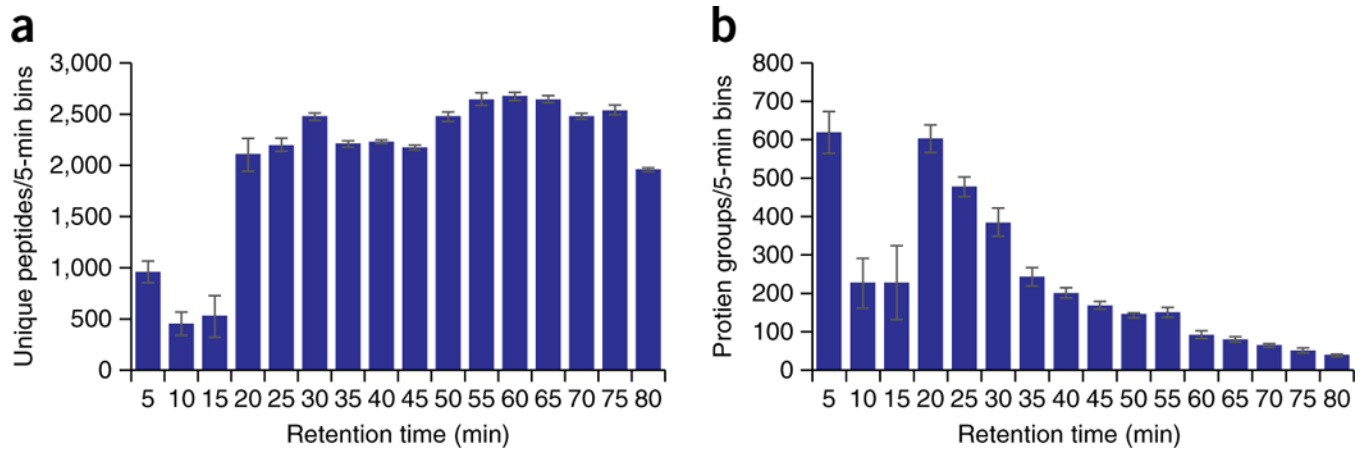 a
Unique peptides/5-min bins
3,000
2,500
2,000
1,500
1,000
500
0
5 10 15 20 25 30 35 40 45 50 55 60 65 70 75 80
Retention time (min)
b
Protien groups/5-min bins
800
700
600
500
400
300
200
100
0
5 10 15 20 25 30 35 40 45 50 55 60 65 70 75 80
Retention time (min)